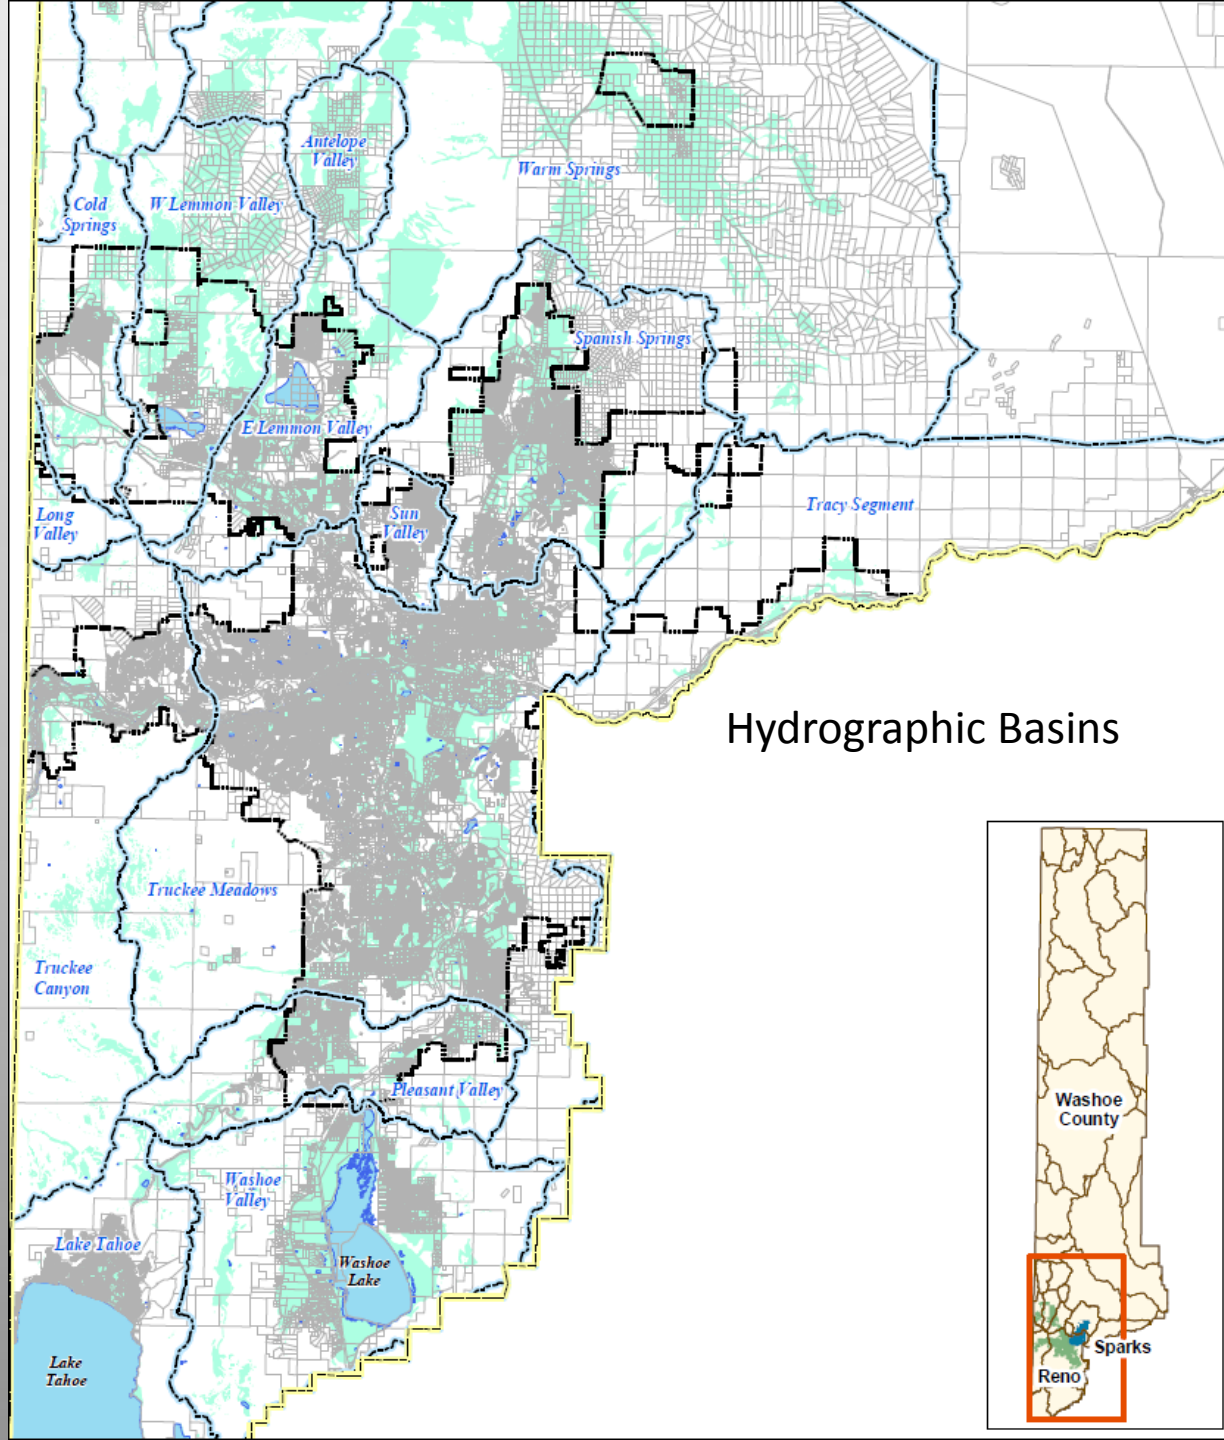 Antelope
Valley
Warm Springs
Cold
Springs
W Lemmon Valley
Spanish Springs
E Lemmon Valley
Long
Valley
Sun
Valley
Tracy Segment
Hydrographic Basins
Truckee Meadows
Truckee
Canyon
Pleasant Valley
Washoe
Valley
Lake Tahoe
Washoe
Lake
Lake
Tahoe
Washoe
County
Sparks
Reno